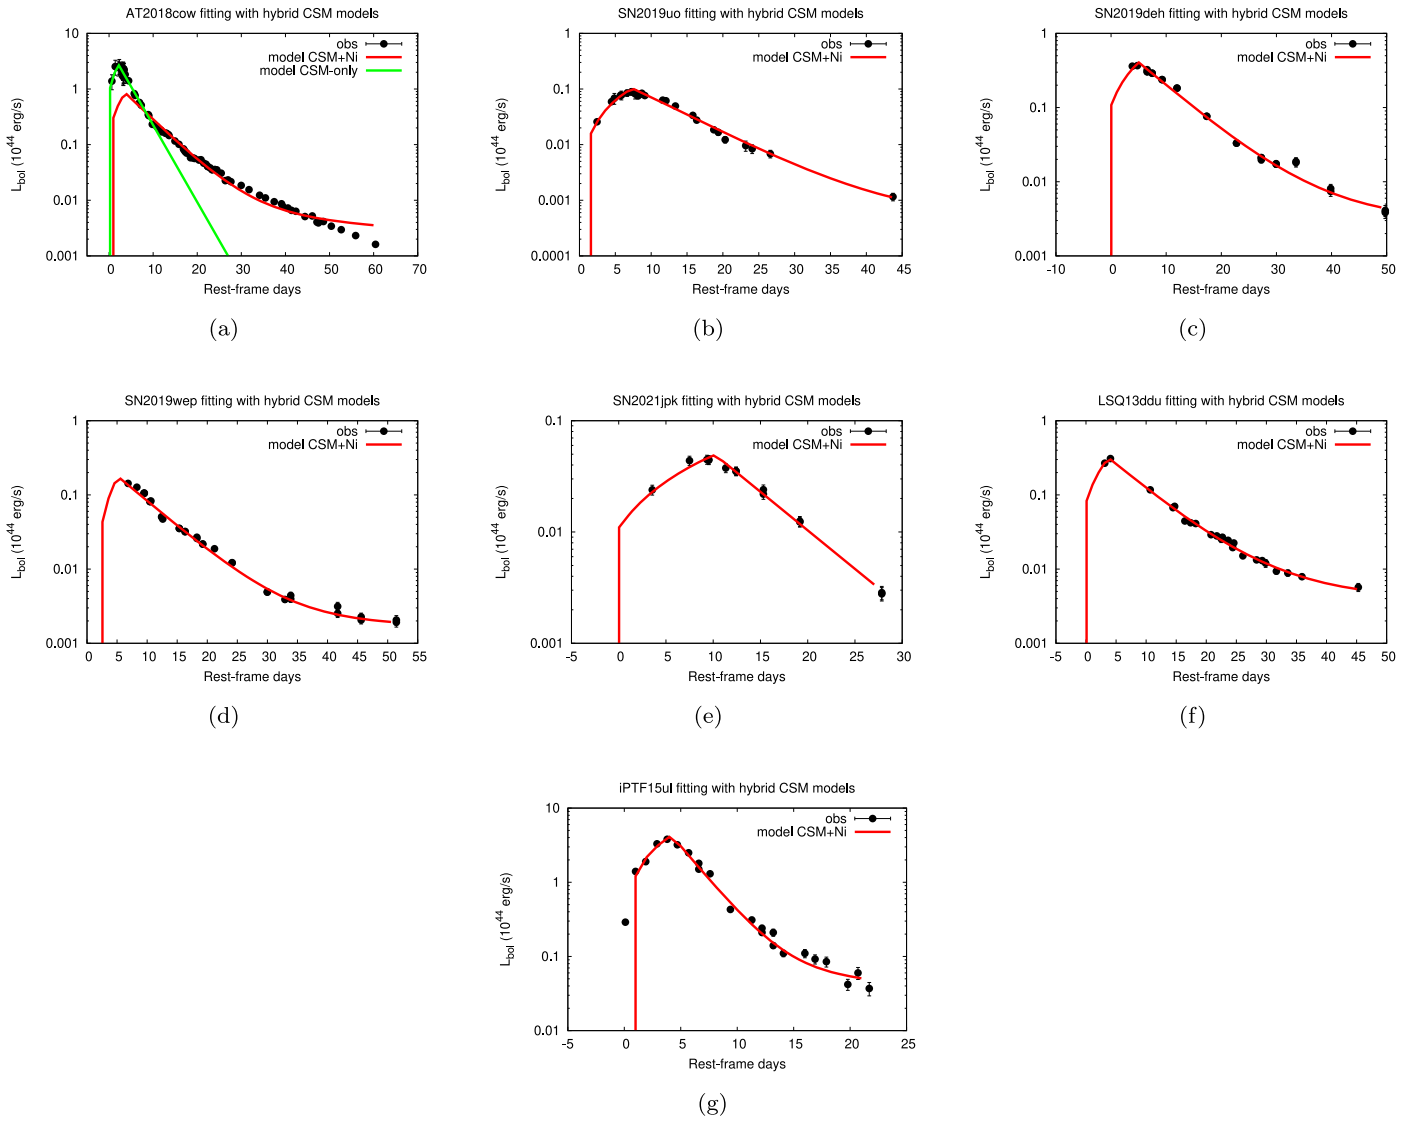 AT2018cow fitting with hybrid CSM models
obs
model CSM+Ni
model CSM-only
10
1
0.1
0.01
0.001
L_bol (10^44 erg/s)
0 10 20 30 40 50 60 70
Rest-frame days
(a)
SN2019uo fitting with hybrid CSM models
obs
model CSM+Ni
1
0.1
0.01
0.001
0.0001
L_bol (10^44 erg/s)
0 5 10 15 20 25 30 35 40 45
Rest-frame days
(b)
SN2019deh fitting with hybrid CSM models
obs
model CSM+Ni
1
0.1
0.01
0.001
L_bol (10^44 erg/s)
-10 0 10 20 30 40 50
Rest-frame days
(c)
SN2019wep fitting with hybrid CSM models
obs
model CSM+Ni
1
0.1
0.01
0.001
L_bol (10^44 erg/s)
0 5 10 15 20 25 30 35 40 45 50 55
Rest-frame days
(d)
SN2021jpk fitting with hybrid CSM models
obs
model CSM+Ni
0.1
0.01
0.001
L_bol (10^44 erg/s)
-5 0 5 10 15 20 25 30
Rest-frame days
(e)
LSQ13ddu fitting with hybrid CSM models
obs
model CSM+Ni
1
0.1
0.01
0.001
L_bol (10^44 erg/s)
-5 0 5 10 15 20 25 30 35 40 45 50
Rest-frame days
(f)
iPTF15ul fitting with hybrid CSM models
obs
model CSM+Ni
10
1
0.1
0.01
L_bol (10^44 erg/s)
-5 0 5 10 15 20 25
Rest-frame days
(g)